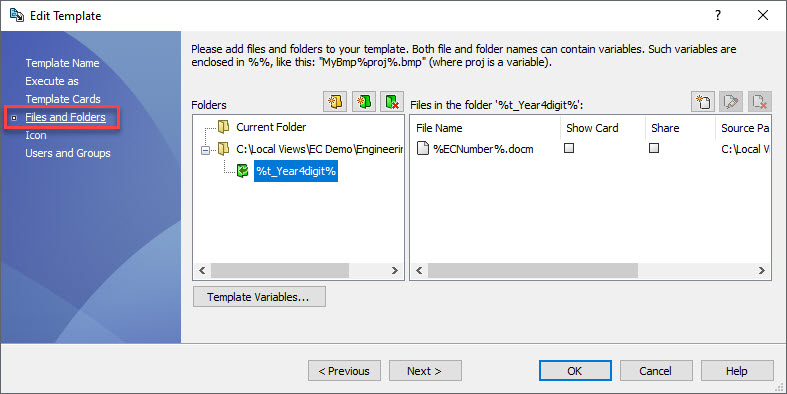 Edit Template
?
Please add files and folders to your template. Both file and folder names can contain variables. Such variables are
enclosed in %%, like this: "MyBmp%proj%.bmp" (where proj is a variable).
Template Name
Execute as
Template Cards
Files and Folders
Icon
Users and Groups
Folders
Current Folder
C:\Local Views\EC Demo\Engineerin
%t_Year4digit%
Files in the folder '%t_Year4digit%':
File Name Show Card Share Source Pa
%ECNumber%.docm C:\Local V
Template Variables...
< Previous
Next >
OK
Cancel
Help